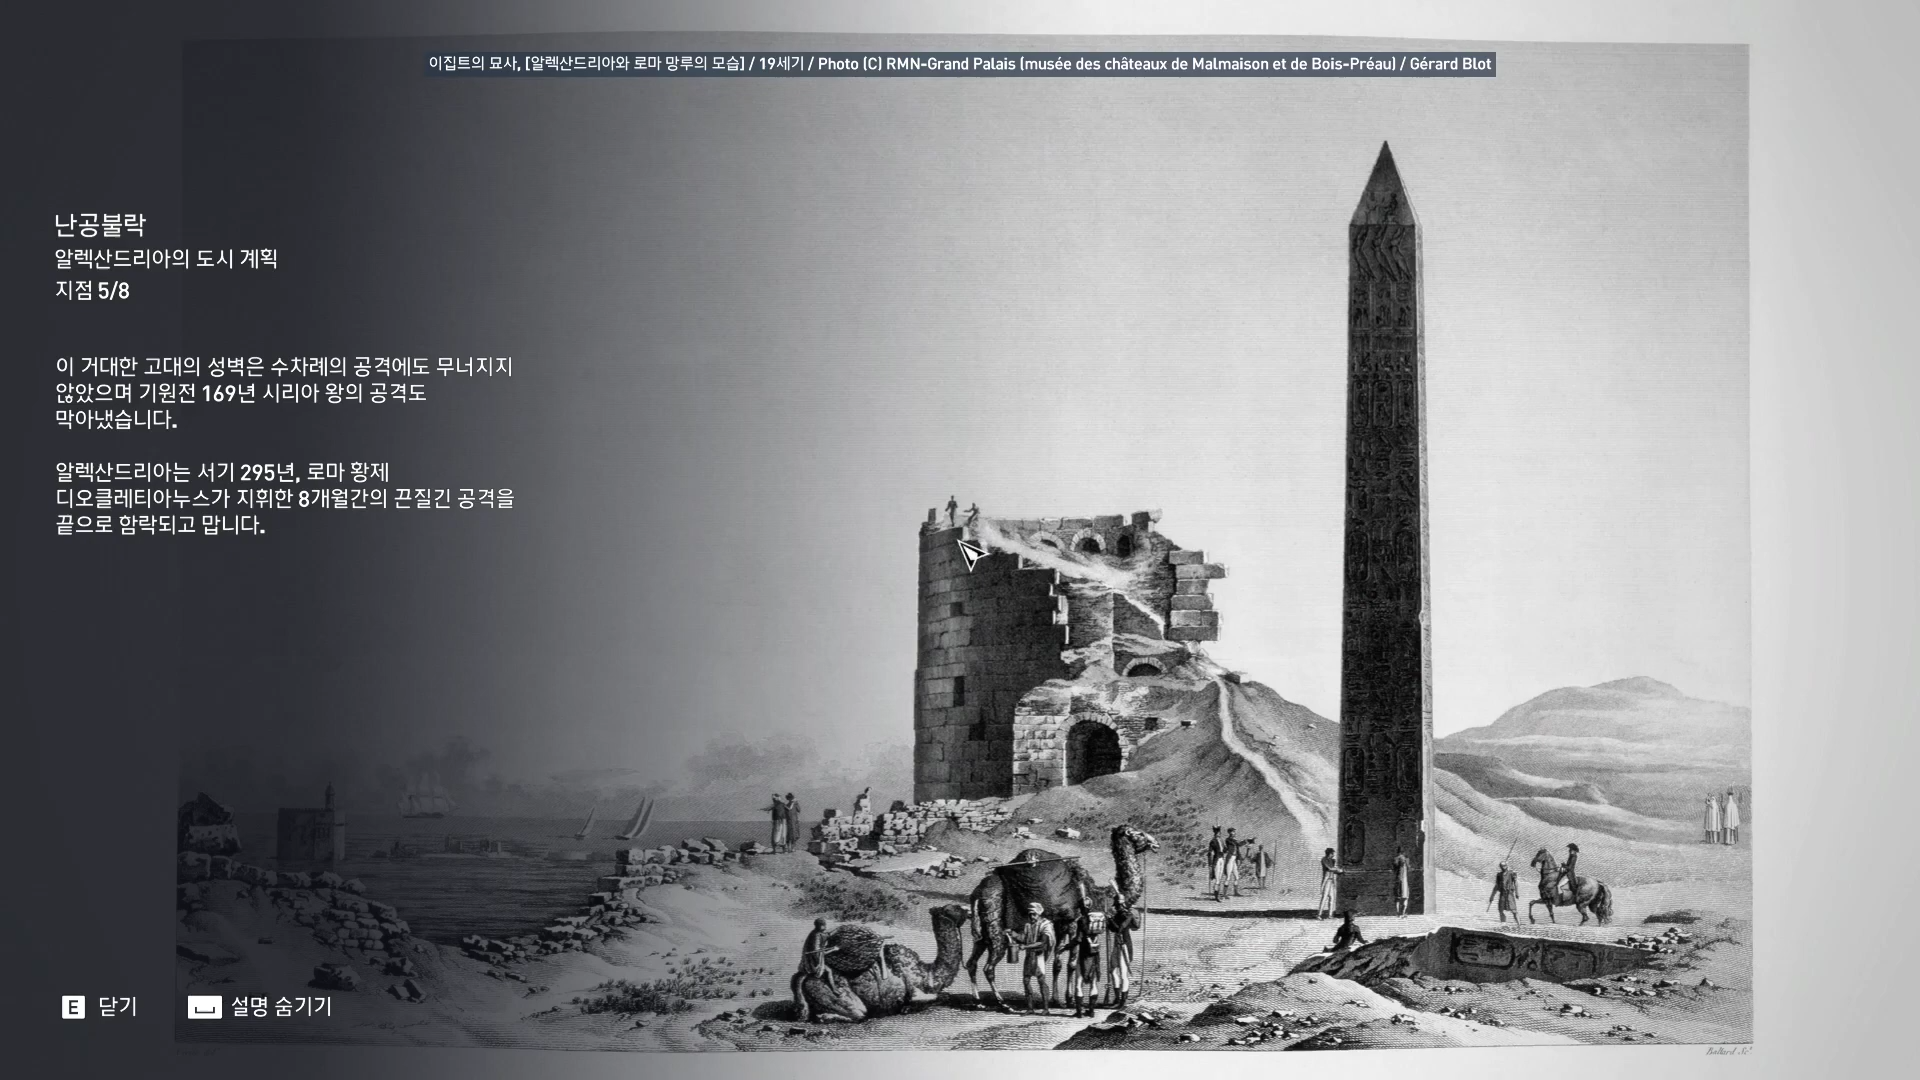 이집트의 묘사, [알렉산드리아와 로마 망루의 모습] / 19세기 / Photo (C) RMN-Grand Palais (musée des châteaux de Malmaison et de Bois-Préau) / Gérard Blot
난공불락
알렉산드리아의 도시 계획
지점 5/8
이 거대한 고대의 성벽은 수차례의 공격에도 무너지지
않았으며 기원전 169년 시리아 왕의 공격도
막아냈습니다.
알렉산드리아는 서기 295년, 로마 황제
디오클레티아누스가 지휘한 8개월간의 끈질긴 공격을
끝으로 함락되고 맙니다.
E 닫기
설명 숨기기